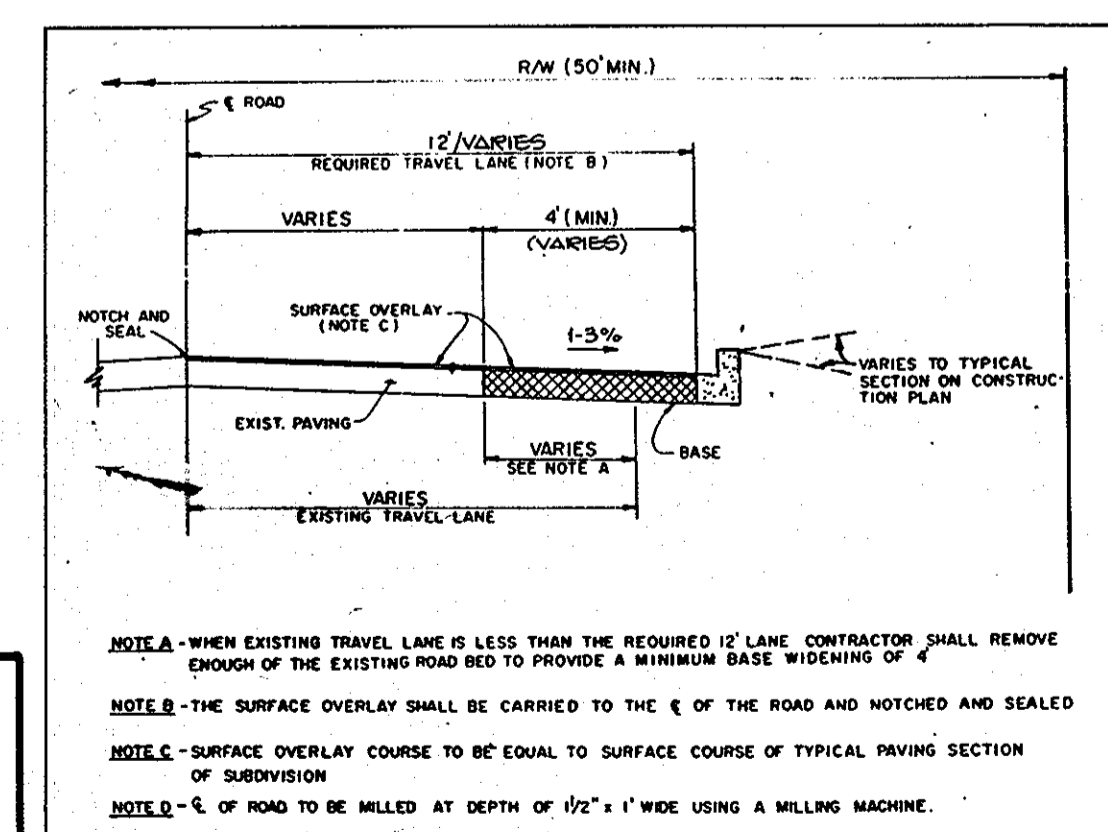 R/W (50' MIN.)
℄ ROAD
12'/VARIES
REQUIRED TRAVEL LANE (NOTE B)
VARIES
4' (MIN.)
(VARIES)
NOTCH AND
SEAL
SURFACE OVERLAY
(NOTE C)
1-3%
VARIES TO TYPICAL
SECTION ON CONSTRUC-
TION PLAN
EXIST. PAVING
BASE
VARIES
SEE NOTE A
VARIES
EXISTING TRAVEL LANE
NOTE A - WHEN EXISTING TRAVEL LANE IS LESS THAN THE REQUIRED 12' LANE CONTRACTOR SHALL REMOVE
ENOUGH OF THE EXISTING ROAD BED TO PROVIDE A MINIMUM BASE WIDENING OF 4'
NOTE B - THE SURFACE OVERLAY SHALL BE CARRIED TO THE ℄ OF THE ROAD AND NOTCHED AND SEALED
NOTE C - SURFACE OVERLAY COURSE TO BE EQUAL TO SURFACE COURSE OF TYPICAL PAVING SECTION
OF SUBDIVISION
NOTE D - ℄ OF ROAD TO BE MILLED AT DEPTH OF 1 1/2" x 1' WIDE USING A MILLING MACHINE.